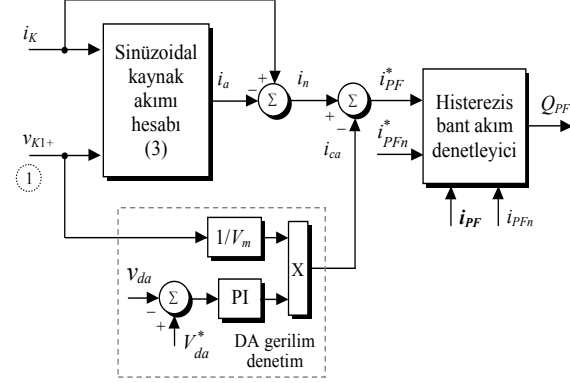 i_K
Sinüzoidal
kaynak
akımı
hesabı
(3)
i_a
+
−
Σ
i_n
+
−
Σ
i*_PF
i*_PFn
i_ca
Histerezis
bant akım
denetleyici
Q_PF
v_K1+
1
i_PF
i_PFn
1/V_m
X
v_da
−
Σ
+
PI
V*_da
DA gerilim
denetim